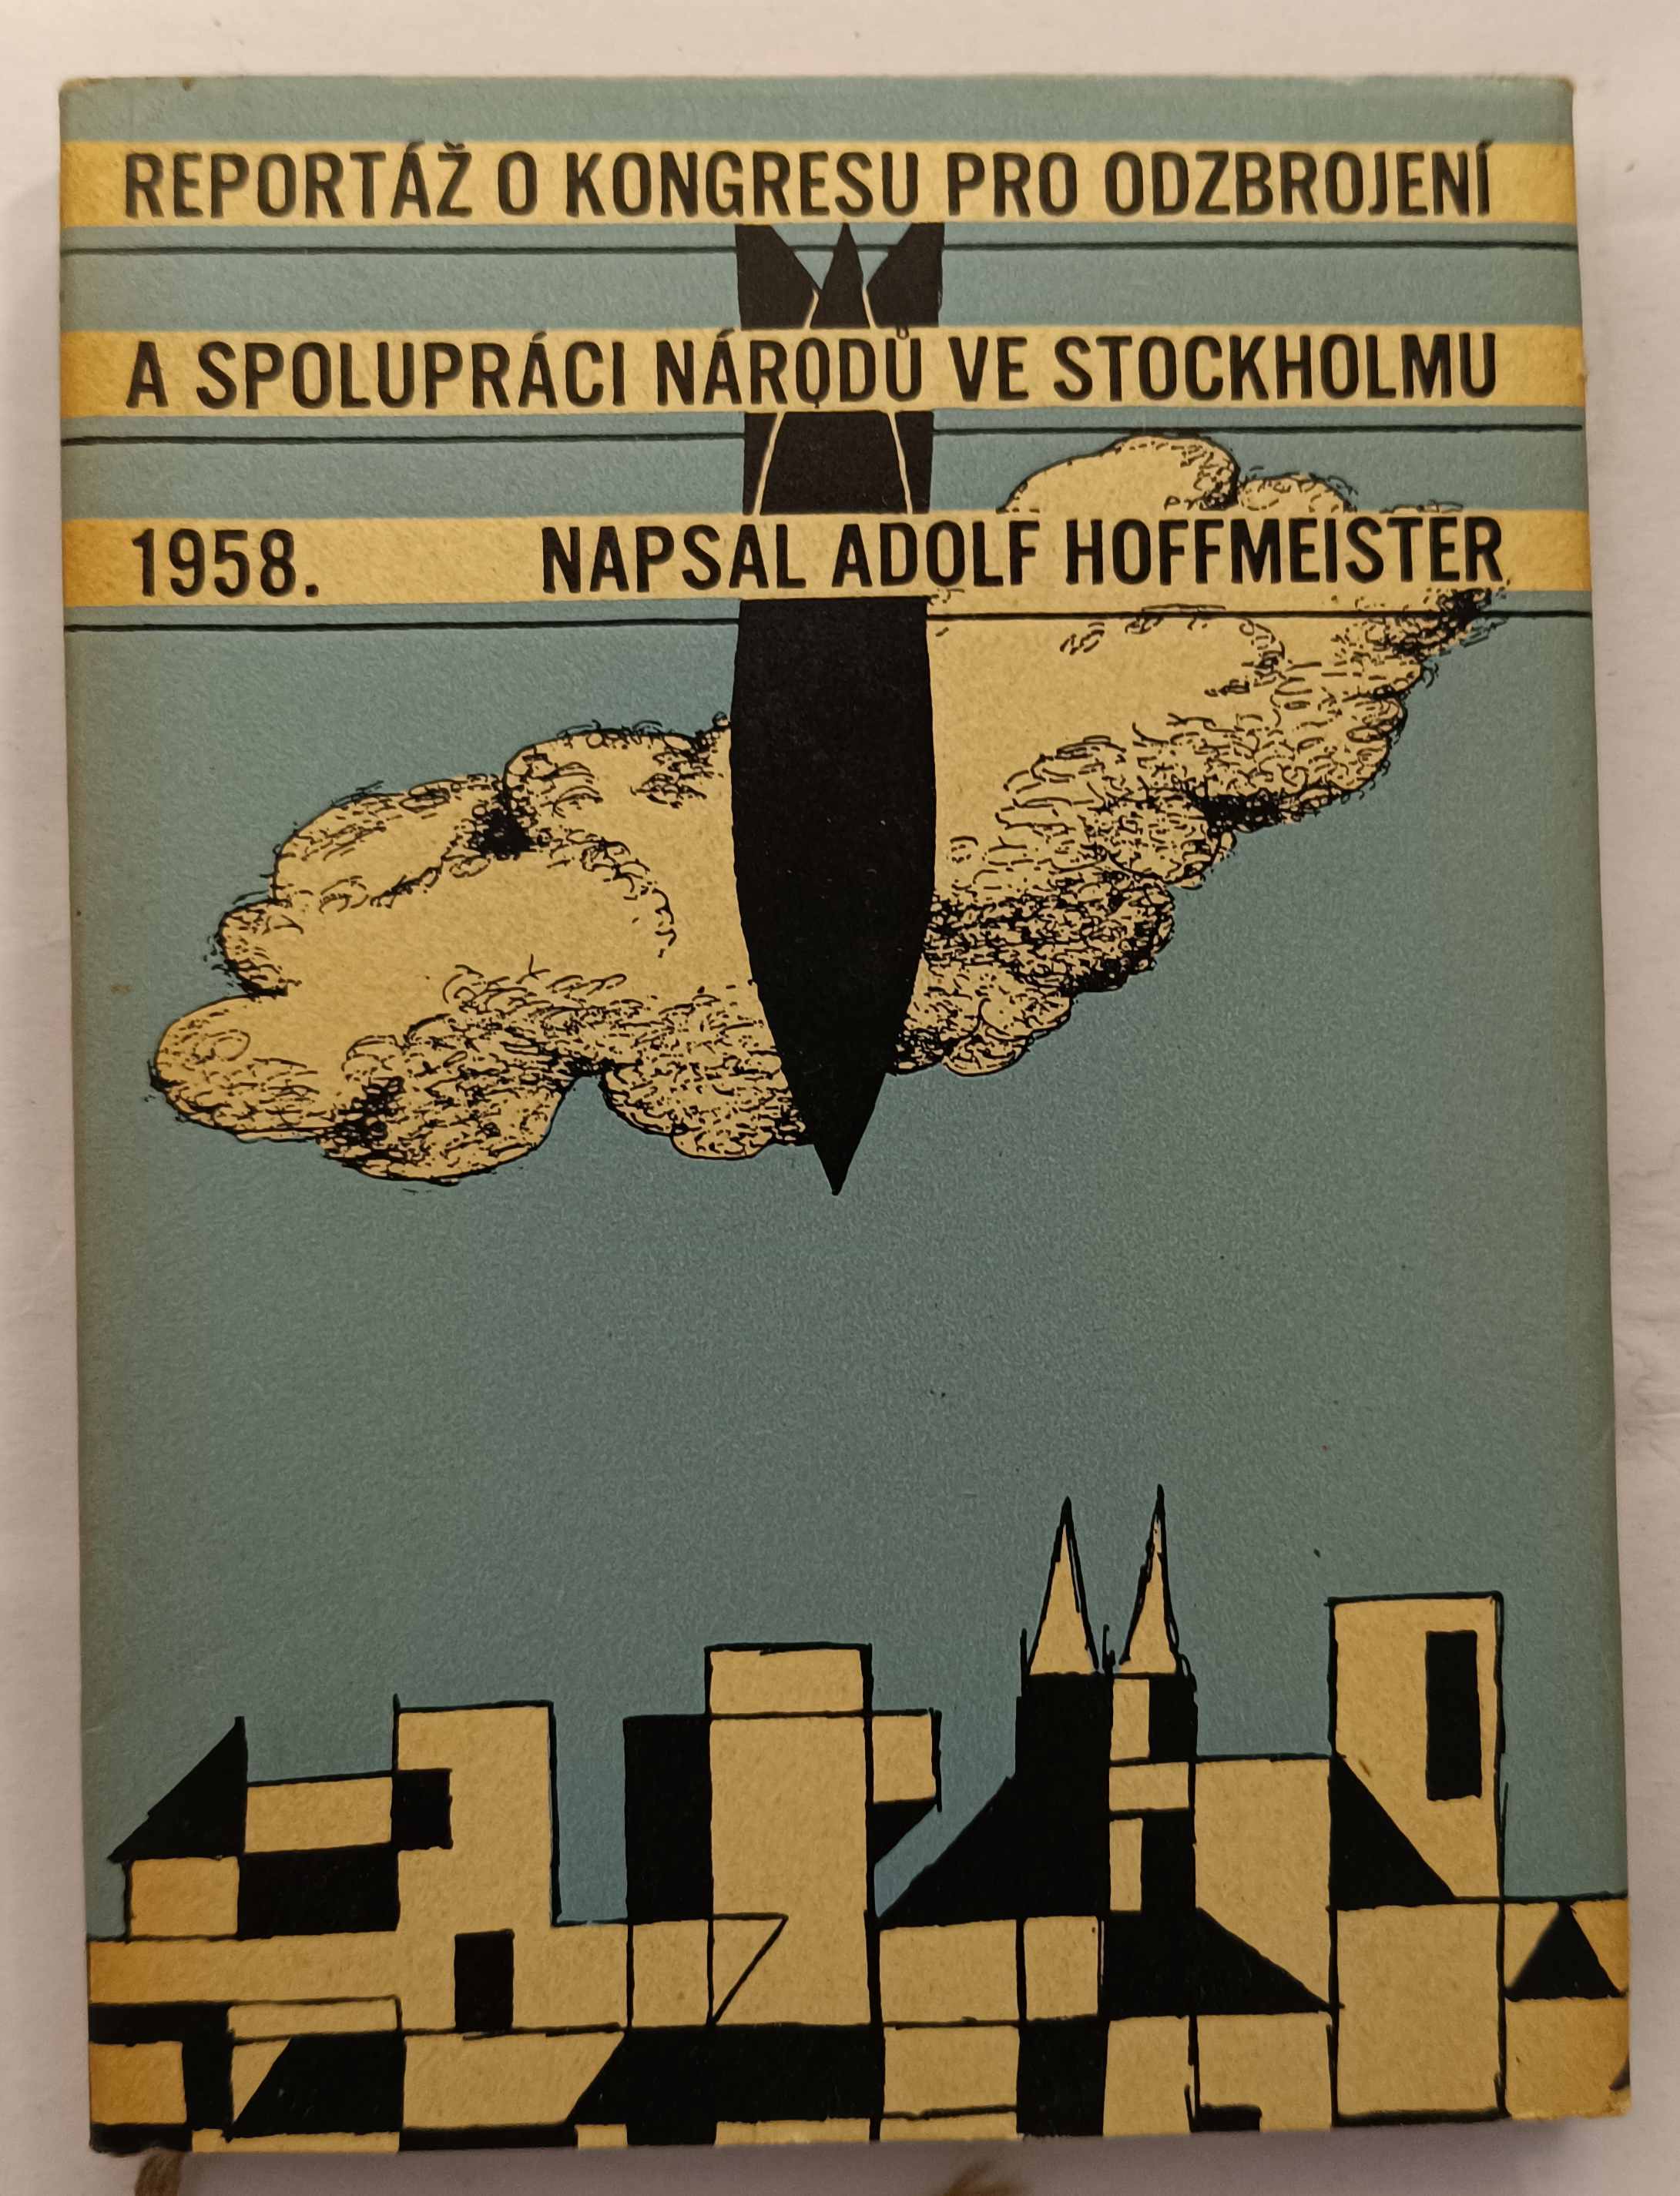 REPORTÁŽ O KONGRESU PRO ODZBROJENÍ
A SPOLUPRÁCI NÁRODŮ VE STOCKHOLMU
1958. NAPSAL ADOLF HOFFMEISTER